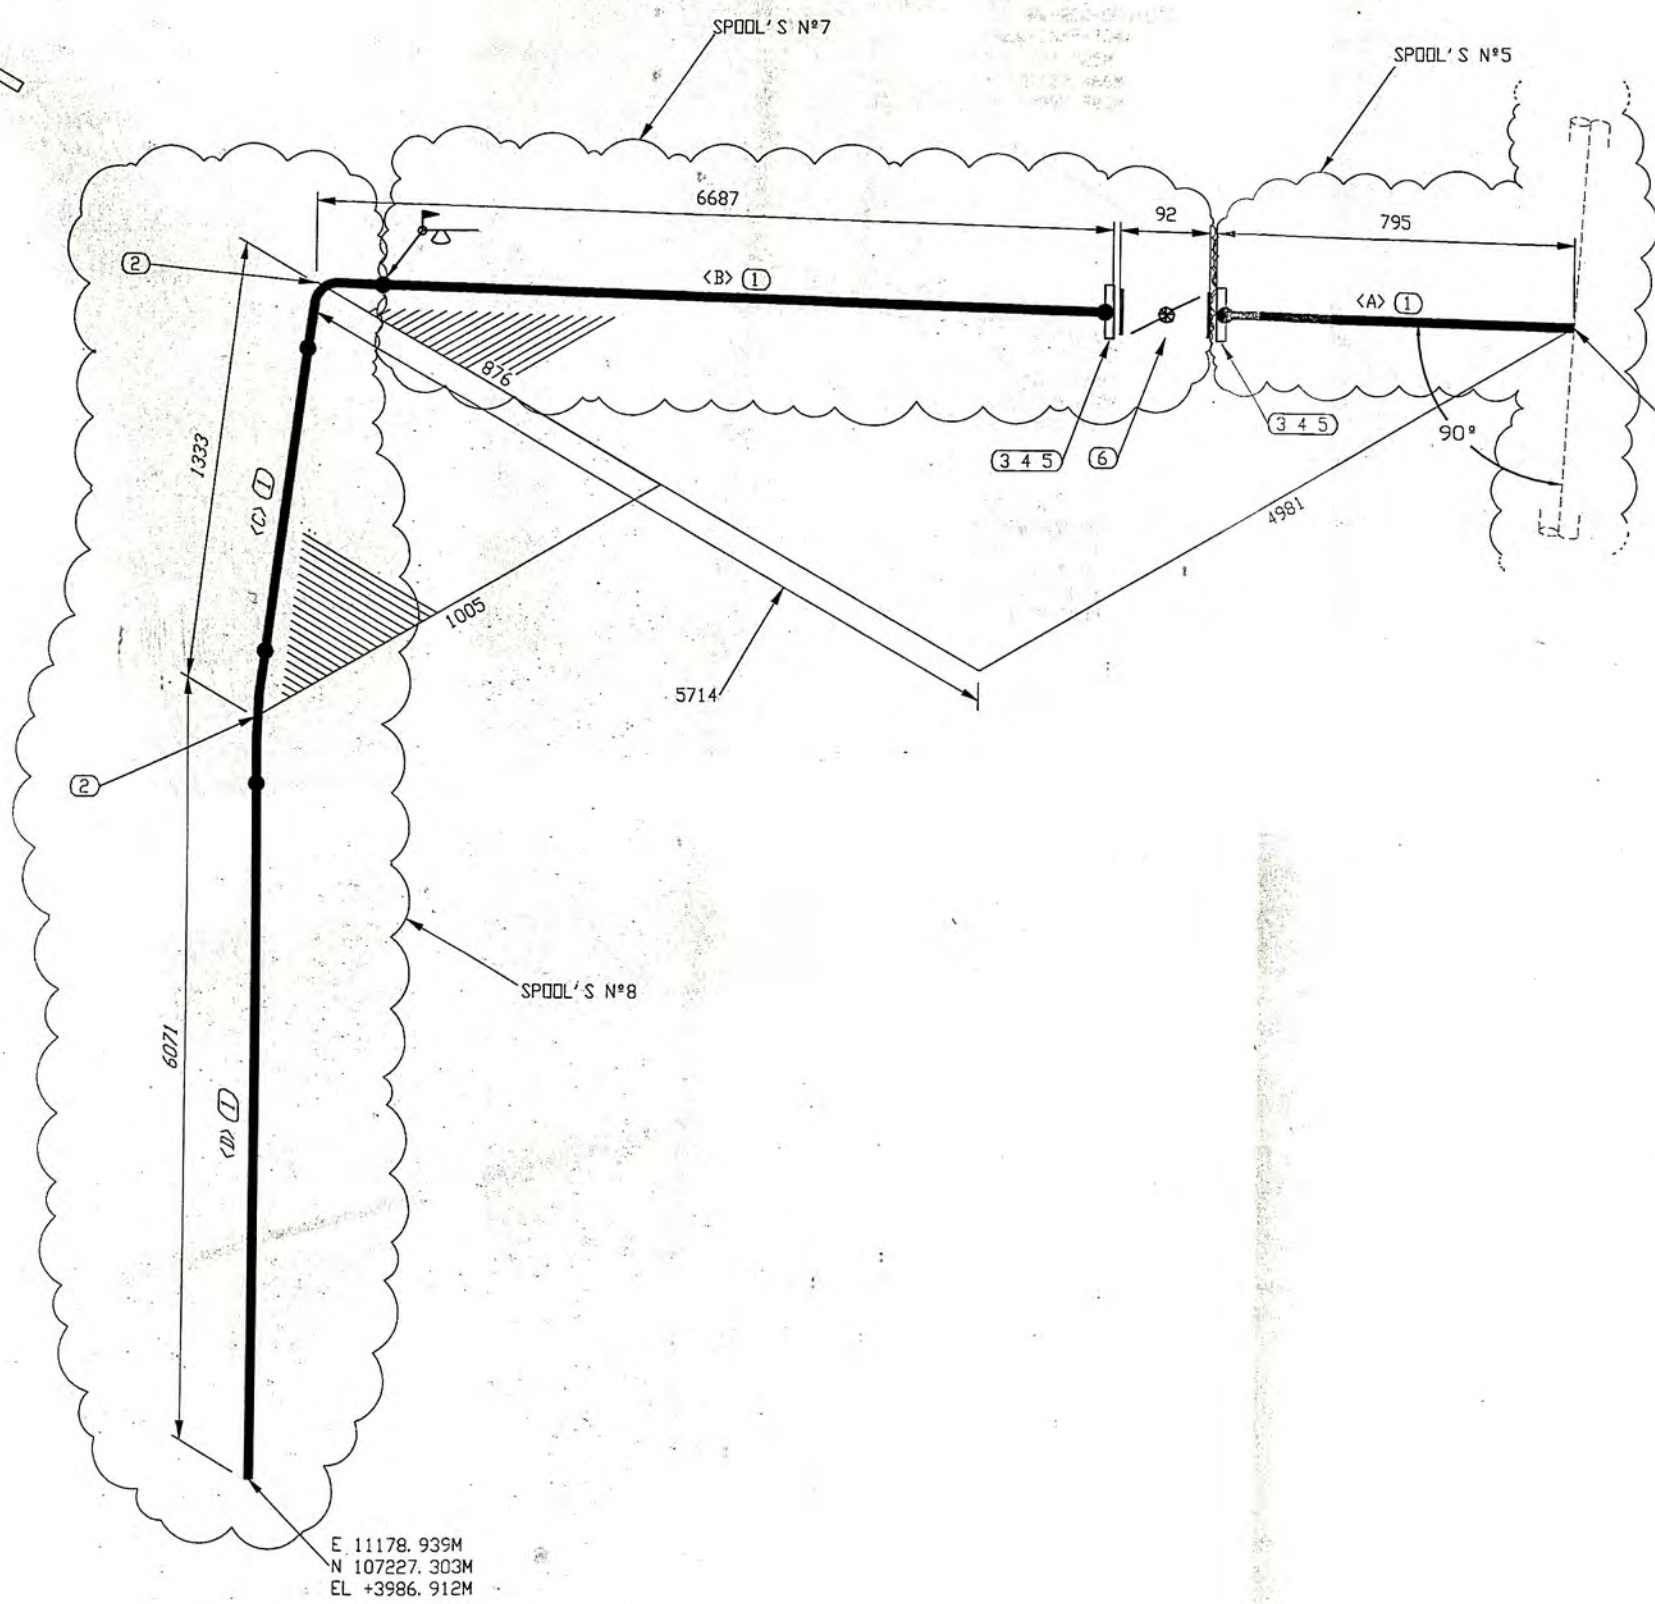 SPOOL'S Nº7
SPOOL'S Nº5
6687
92
795
2
<B> 1
<A> 1
876
1333
3 4 5
6
3 4 5
90º
4981
<C> 1
1005
5714
2
SPOOL'S Nº8
6071
<D> 1
E 11178.939M
N 107227.303M
EL +3986.912M